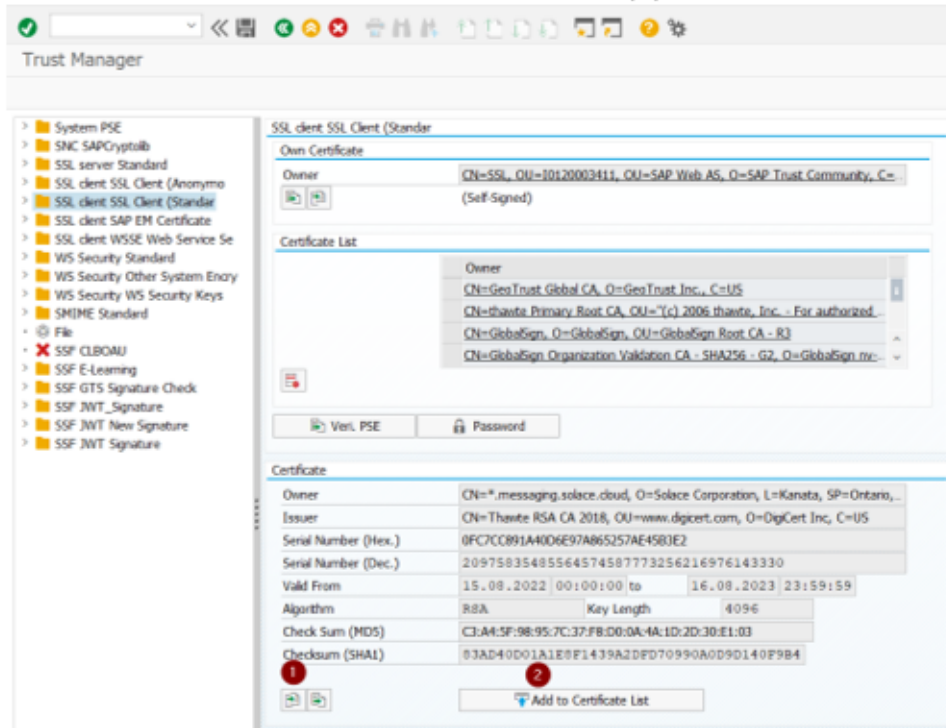 Trust Manager
System PSE
SNC SAPCryptolib
SSL server Standard
SSL client SSL Client (Anonymo
SSL client SSL Client (Standar
SSL client SAP EM Certificate
SSL client WSSE Web Service Se
WS Security Standard
WS Security Other System Encry
WS Security WS Security Keys
SMIME Standard
File
SSF CLBOAU
SSF E-Learning
SSF GTS Signature Check
SSF JWT_Signature
SSF JWT New Signature
SSF JWT Signature
SSL client SSL Client (Standar
Own Certificate
Owner CN=SSL, OU=I0120003411, OU=SAP Web AS, O=SAP Trust Community, C=
(Self-Signed)
Certificate List
Owner
CN=GeoTrust Global CA, O=GeoTrust Inc., C=US
CN=thawte Primary Root CA, OU="(c) 2006 thawte, Inc. - For authorized
CN=GlobalSign, O=GlobalSign, OU=GlobalSign Root CA - R3
CN=GlobalSign Organization Validation CA - SHA256 - G2, O=GlobalSign nv-
Veri. PSE Password
Certificate
Owner CN=*.messaging.solace.cloud, O=Solace Corporation, L=Kanata, SP=Ontario,
Issuer CN=Thawte RSA CA 2018, OU=www.digicert.com, O=DigiCert Inc, C=US
Serial Number (Hex.) 0FC7CC891A40D6E97A865257AE45B3E2
Serial Number (Dec.) 20975835485564574587773256216976143330
Valid From 15.08.2022 00:00:00 to 16.08.2023 23:59:59
Algorithm RSA Key Length 4096
Check Sum (MD5) C3:A4:5F:98:95:7C:37:F8:D0:0A:4A:1D:2D:30:E1:03
Checksum (SHA1) 83AD40D01A1E8F1439A2DFD70990A0D9D140F9B4
1 2
Add to Certificate List